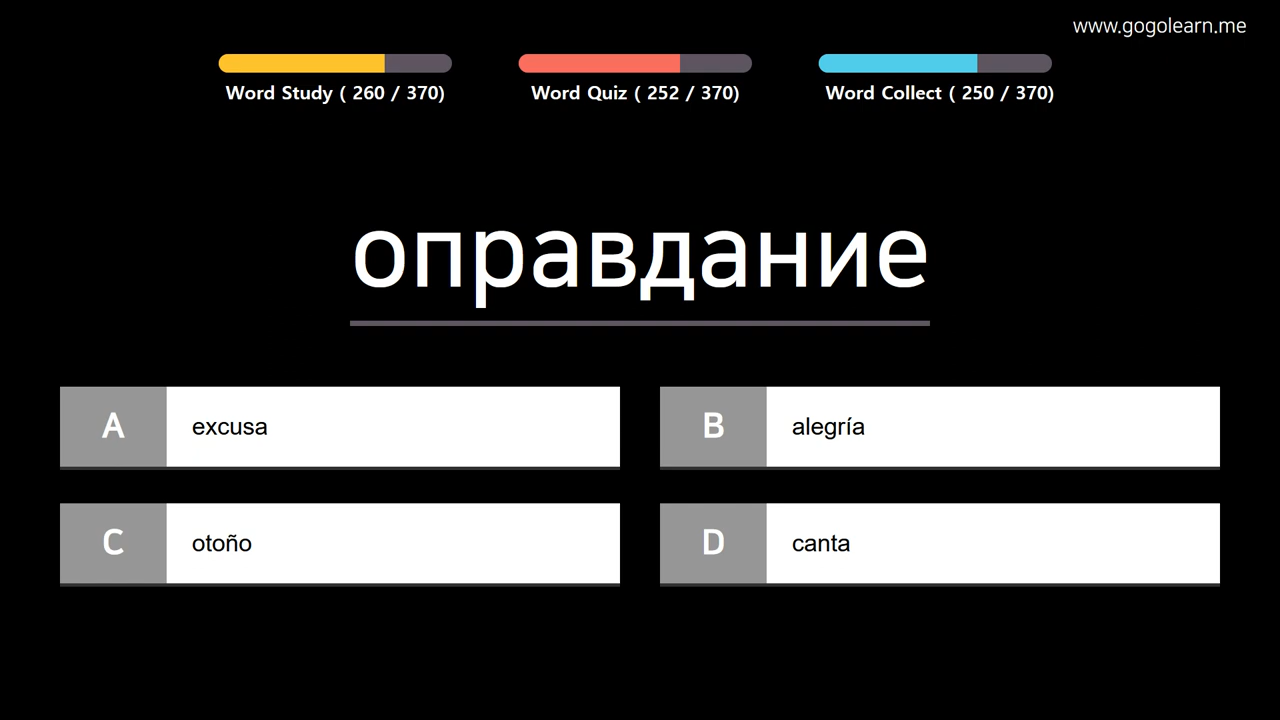 www.gogolearn.me
Word Study ( 260 / 370)
Word Quiz ( 252 / 370)
Word Collect ( 250 / 370)
оправдание
A excusa
B alegría
C otoño
D canta